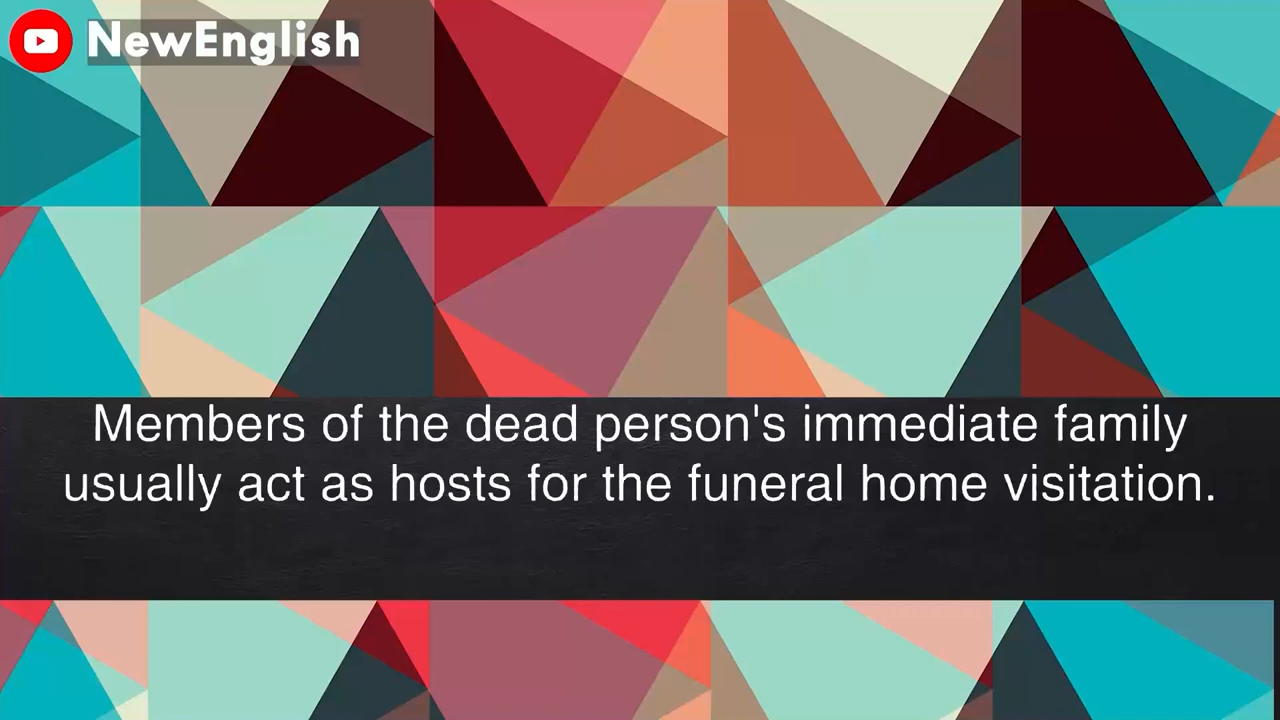 NewEnglish
Members of the dead person's immediate family
usually act as hosts for the funeral home visitation.